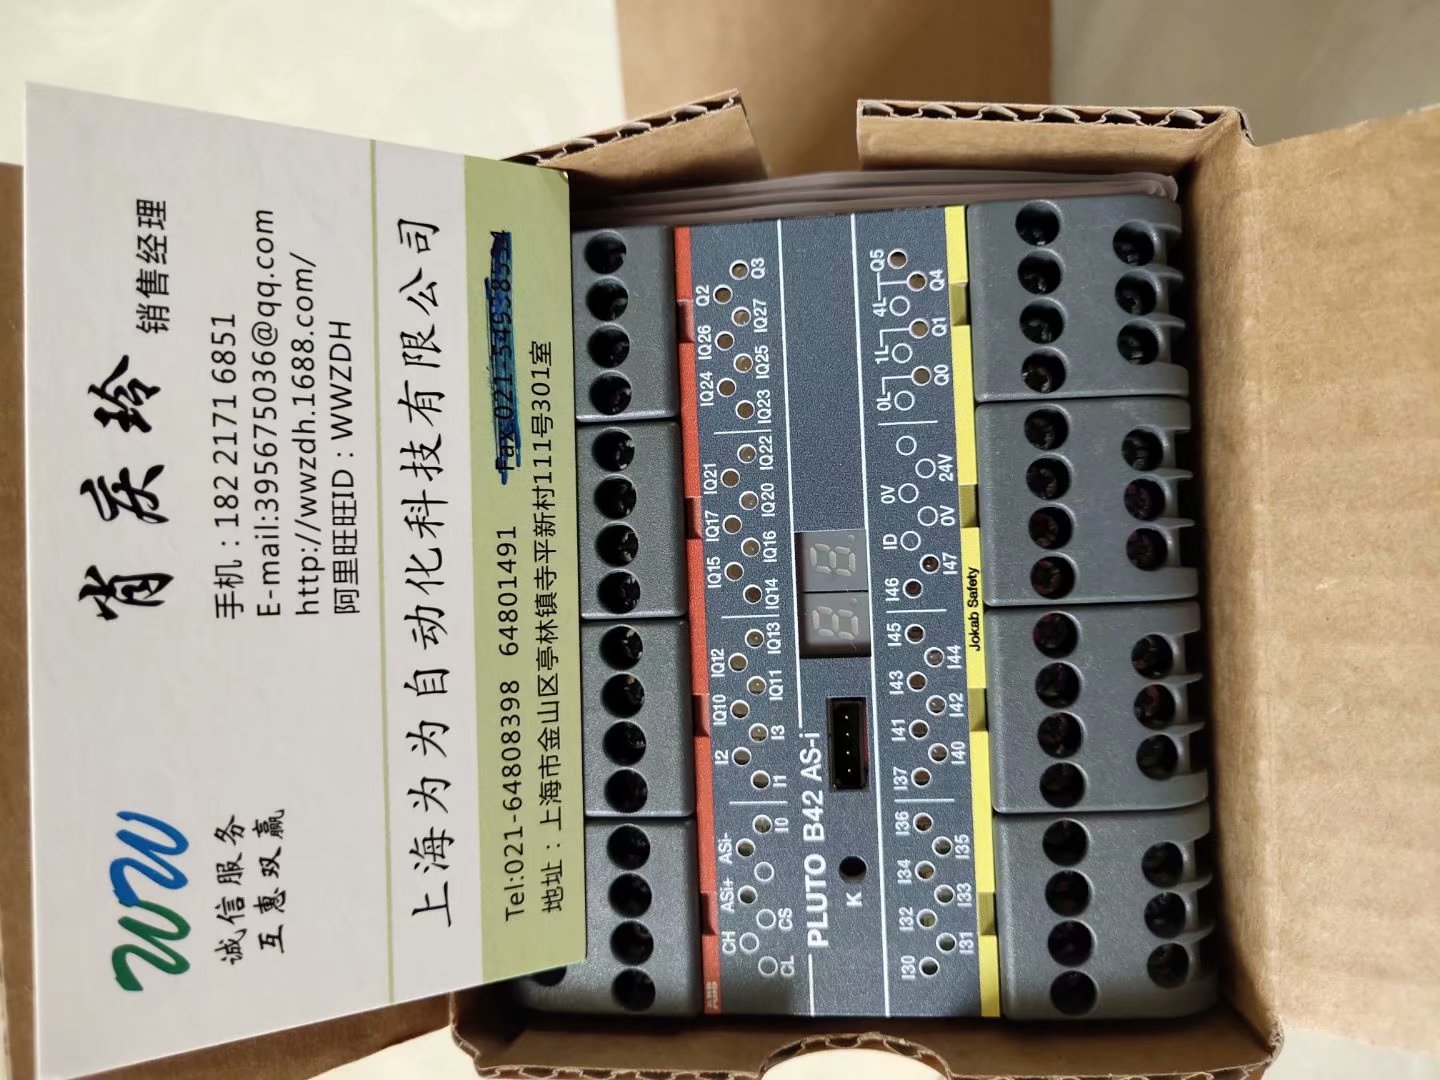 WW
诚信服务
互惠双赢
肖庆玲
销售经理
手机：182 2171 6851
E-mail:3956750036@qq.com
http://wwzdh.1688.com/
阿里旺旺ID：WWZDH
上海为为自动化科技有限公司
Tel:021-64808398 64801491
地址：上海市金山区亭林镇寺平新村111号301室
ABB
CH ASi+ ASi- I2 IQ10 IQ12 IQ15 IQ17 IQ21 IQ24 IQ26 Q2
CL CS I0 I1 I3 IQ11 IQ13 IQ14 IQ16 IQ20 IQ22 IQ23 IQ25 IQ27 Q3
PLUTO B42 AS-i
K
I30 I32 I34 I36 I37 I41 I43 I45 I46 ID 0V 0L 1L 4L Q5
I31 I33 I35 I40 I42 I44 I47 0V 24V Q0 Q1 Q4
Jokab Safety